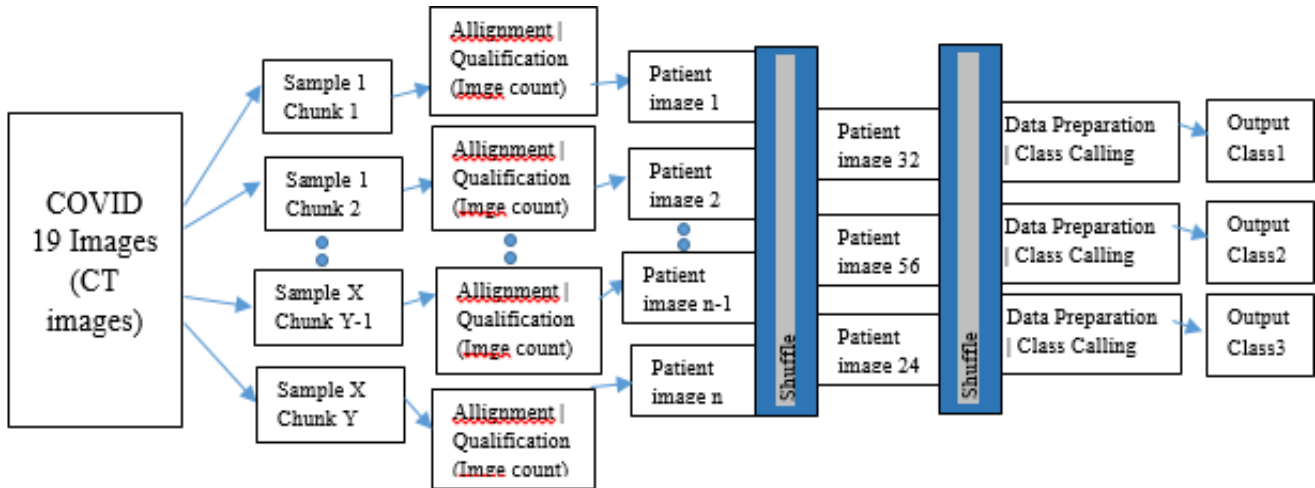 COVID
19 Images
(CT
images)
Sample 1
Chunk 1
Sample 1
Chunk 2
Sample X
Chunk Y-1
Sample X
Chunk Y
Allignment |
Qualification
(Imge count)
Allignment |
Qualification
(Imge count)
Allignment |
Qualification
(Imge count)
Allignment |
Qualification
(Imge count)
Patient
image 1
Patient
image 2
Patient
image n-1
Patient
image n
Shuffle
Patient
image 32
Patient
image 56
Patient
image 24
Shuffle
Data Preparation
| Class Calling
Data Preparation
| Class Calling
Data Preparation
| Class Calling
Output
Class1
Output
Class2
Output
Class3